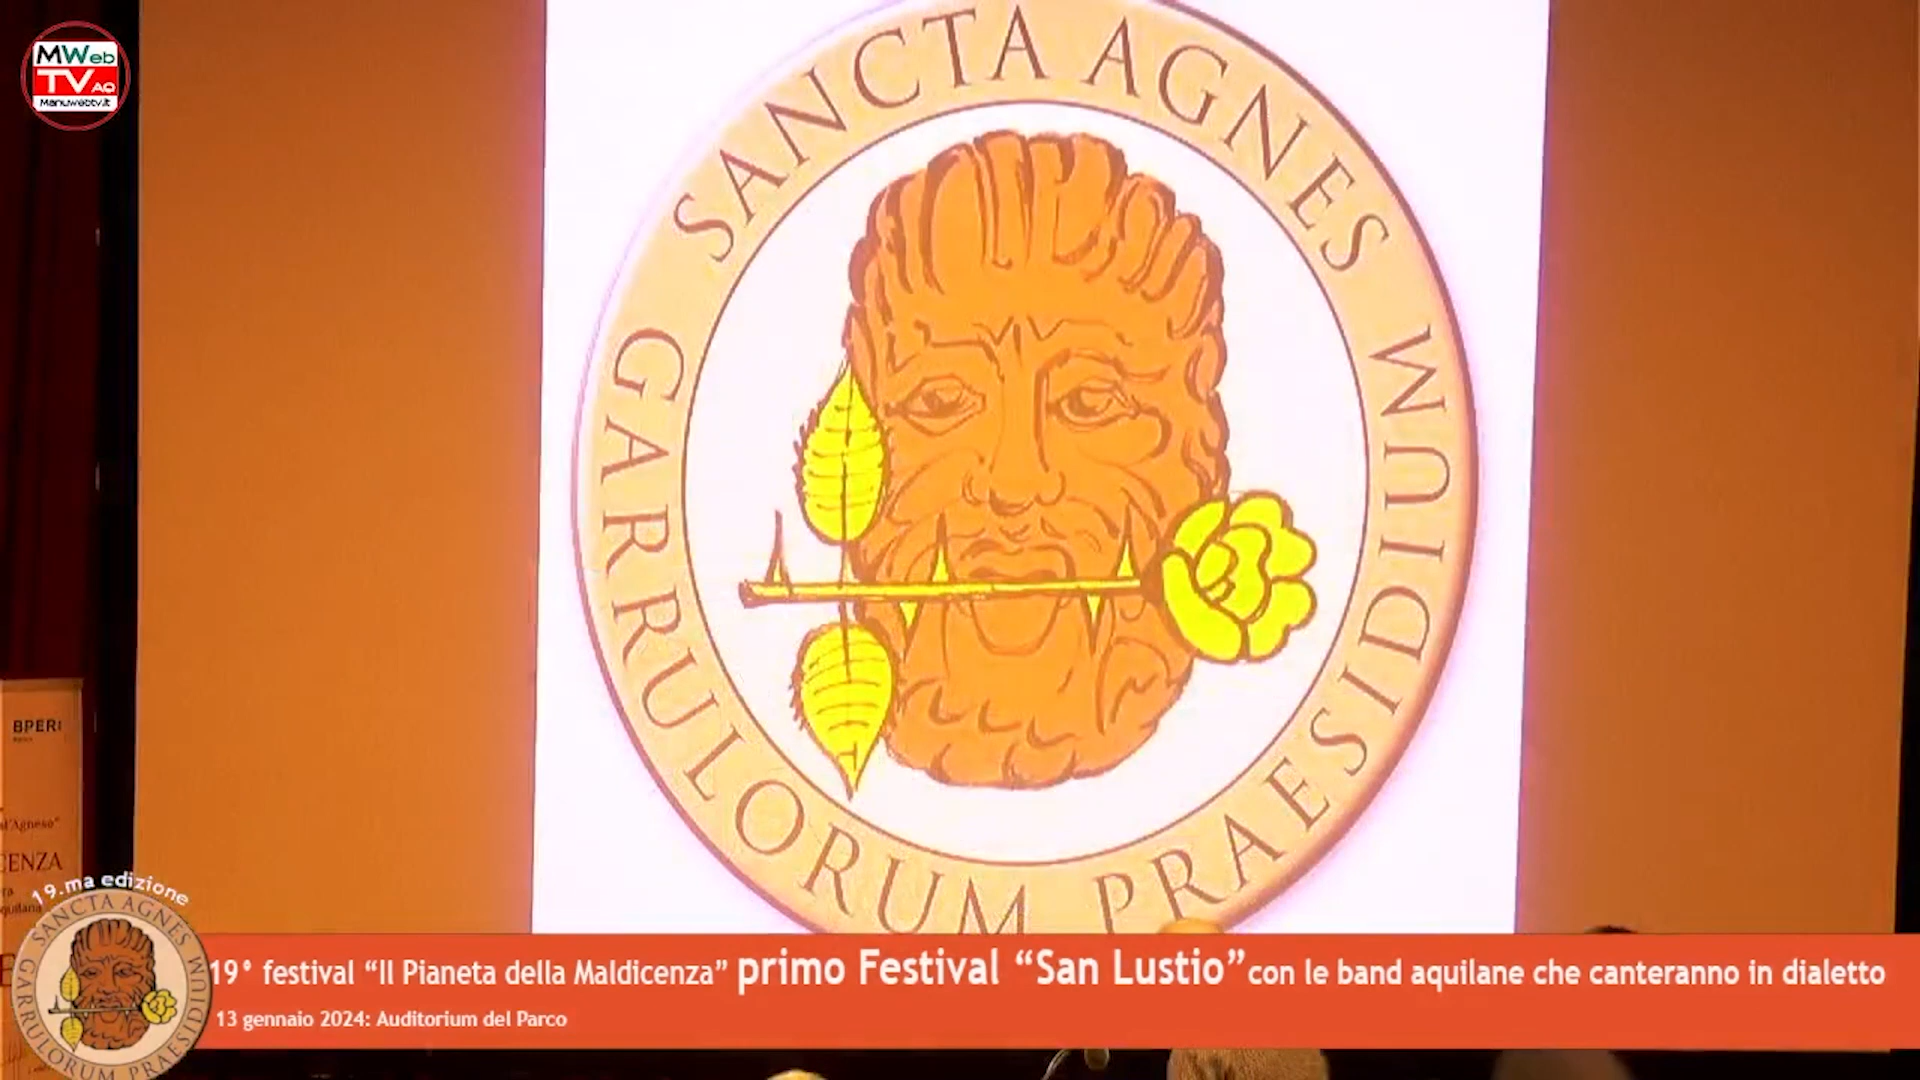 MWeb
TV AQ
Manuwebtv.it
SANCTA AGNES
GARRULORUM PRAESIDIUM
BPER:
CENZA
19.ma edizione
SANCTA AGNES
GARRULORUM PRAESIDIUM
19° festival “Il Pianeta della Maldicenza” primo Festival “San Lustio” con le band aquilane che canteranno in dialetto
13 gennaio 2024: Auditorium del Parco